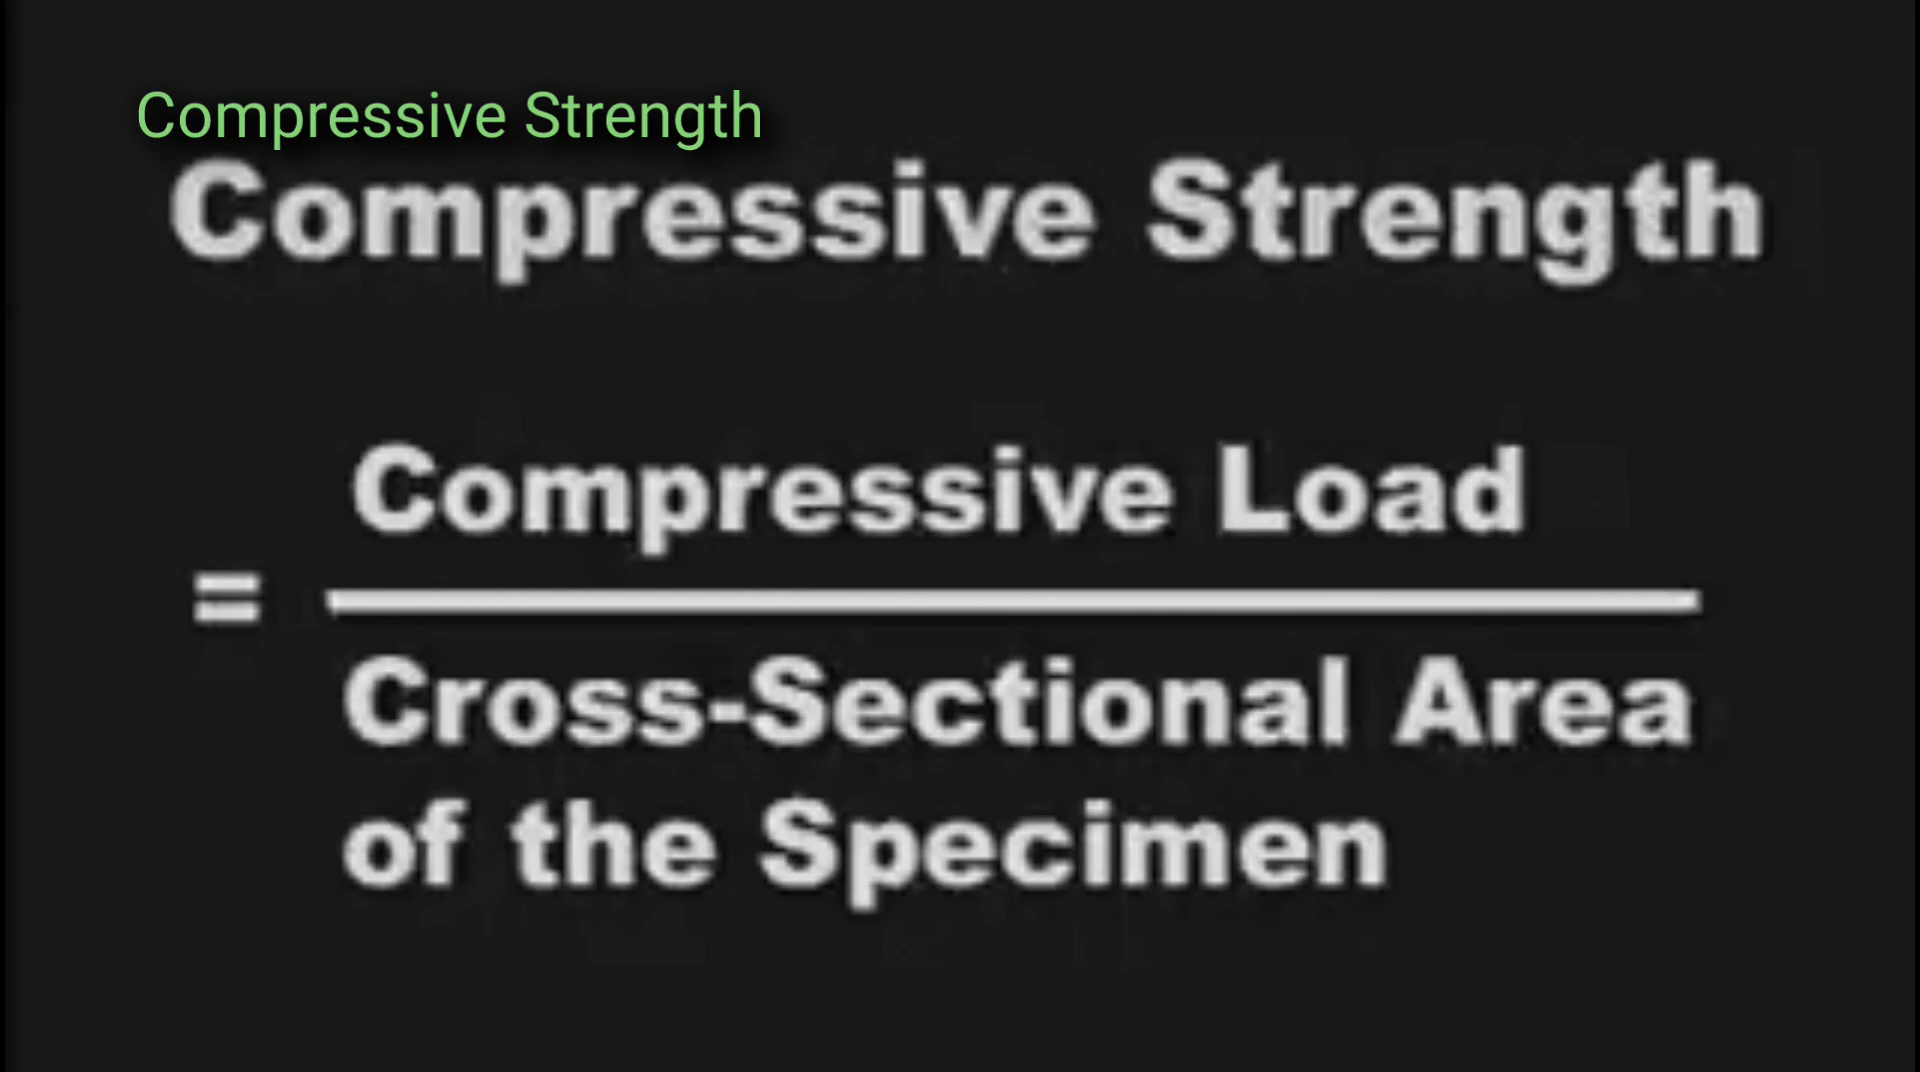 Compressive Strength
Compressive Strength
Compressive Load
=
Cross-Sectional Area
of the Specimen